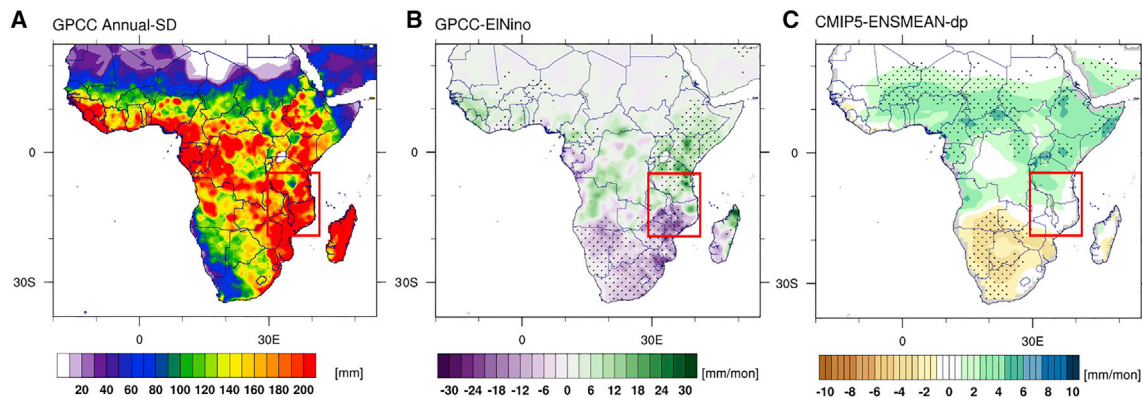 A GPCC Annual-SD
0
30S
0 30E
20 40 60 80 100 120 140 160 180 200 [mm]
B GPCC-ElNino
0
30S
0 30E
-30 -24 -18 -12 -6 0 6 12 18 24 30 [mm/mon]
C CMIP5-ENSMEAN-dp
0
30S
0 30E
-10 -8 -6 -4 -2 0 2 4 6 8 10 [mm/mon]